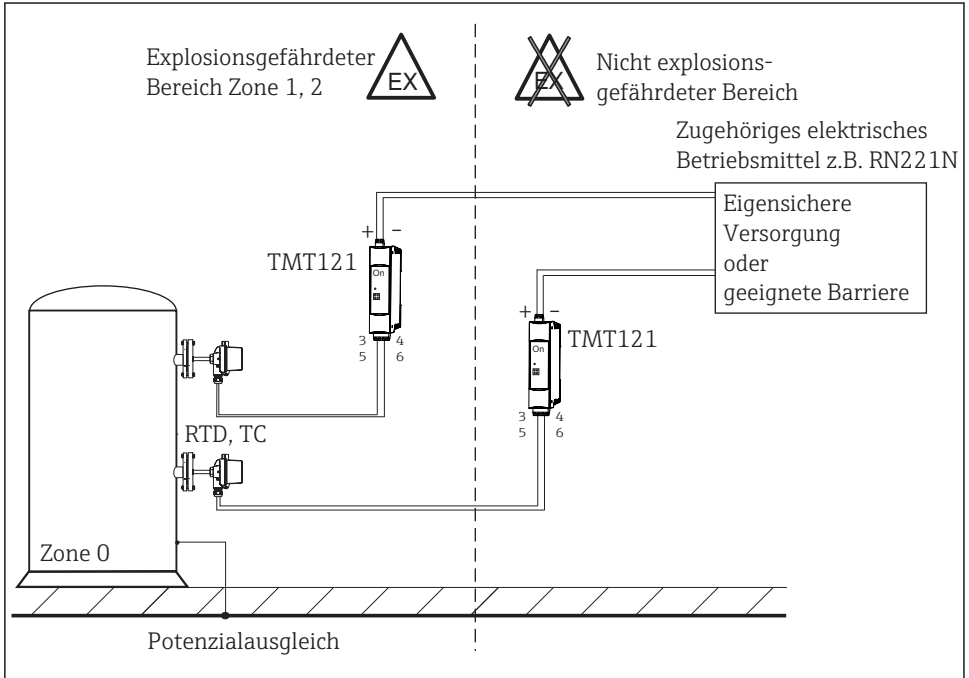 Explosionsgefährdeter
Bereich Zone 1, 2
EX
EX
Nicht explosions-
gefährdeter Bereich
Zugehöriges elektrisches
Betriebsmittel z.B. RN221N
Eigensichere
Versorgung
oder
geeignete Barriere
+ −
TMT121
On
3 4
5 6
+ −
TMT121
On
3 4
5 6
RTD, TC
Zone 0
Potenzialausgleich